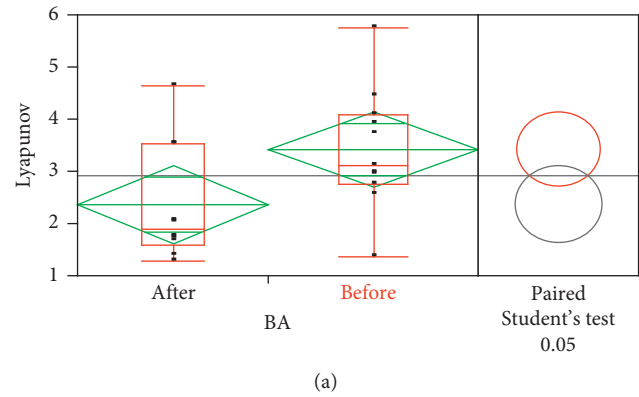 6
5
4
3
2
1
Lyapunov
After
Before
BA
Paired
Student's test
0.05
(a)